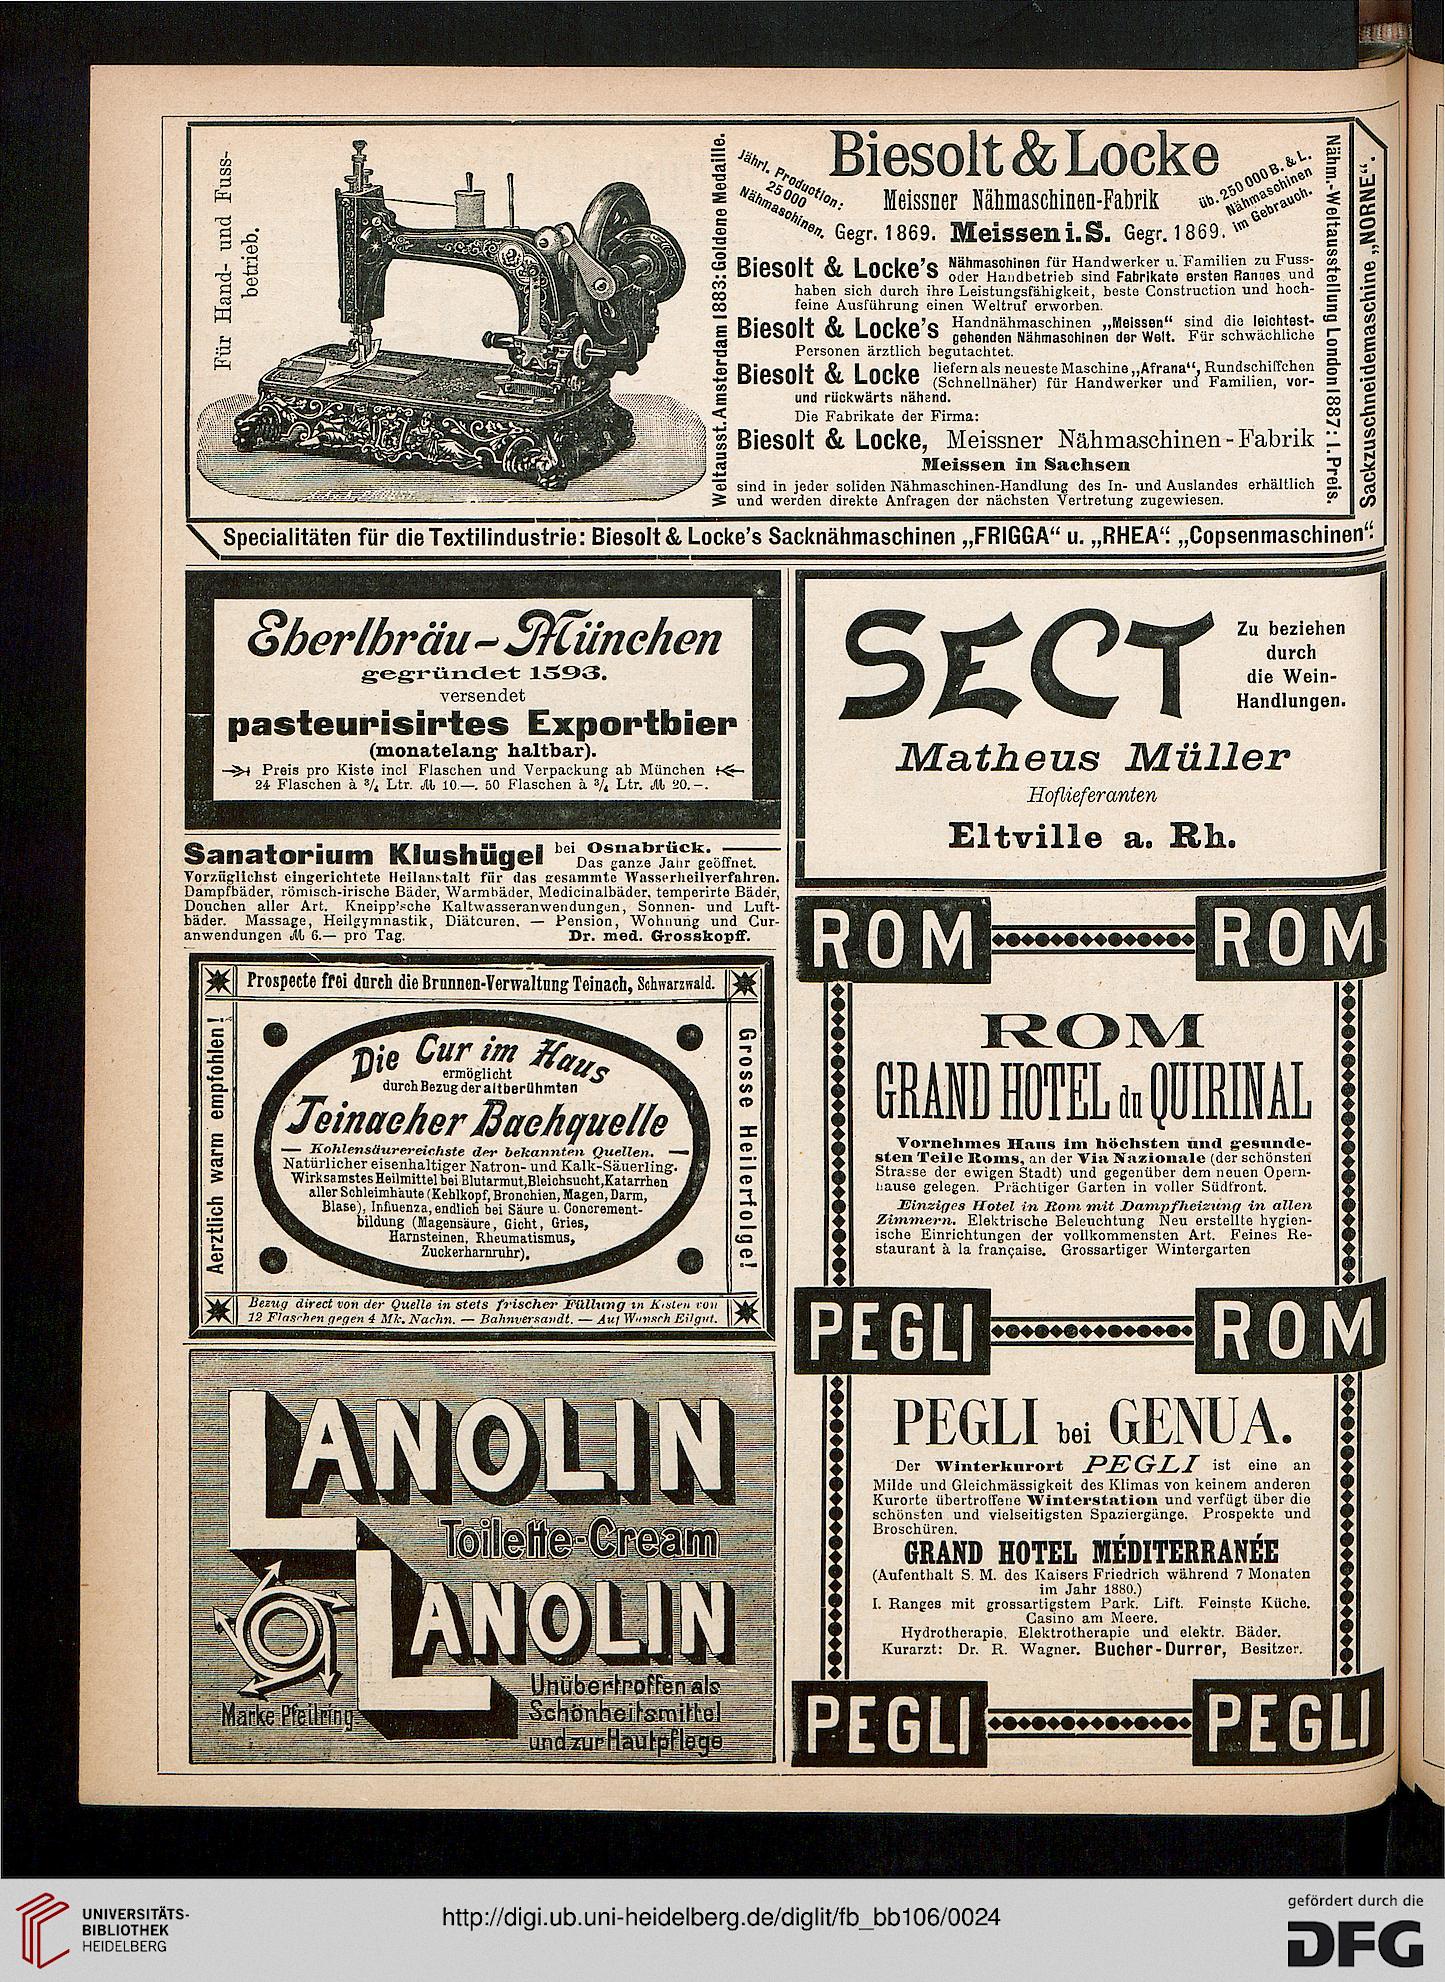 Für Hand- und Fuss-
betrieb.
Weltausst. Amsterdam 1883: Goldene Medaille.
Jährl. Production:
25000
Nähmaschinen.
Biesolt & Locke
Meissner Nähmaschinen-Fabrik
Gegr. 1869. Meissen i. S. Gegr. 1869.
üb. 250 000 B. & L.
Nähmaschinen
im Gebrauch.
Biesolt & Locke's Nähmaschinen für Handwerker u. Familien zu Fuss-
oder Handbetrieb sind Fabrikate ersten Ranges und
haben sich durch ihre Leistungsfähigkeit, beste Construction und hoch-
feine Ausführung einen Weltruf erworben.
Biesolt & Locke's Handnähmaschinen „Meissen“ sind die leichtest-
gehenden Nähmaschinen der Welt. Für schwächliche
Personen ärztlich begutachtet.
Biesolt & Locke liefern als neueste Maschine „Afrana“, Rundschiffchen
(Schnellnäher) für Handwerker und Familien, vor-
und rückwärts nähend.
Die Fabrikate der Firma:
Biesolt & Locke, Meissner Nähmaschinen-Fabrik
Meissen in Sachsen
sind in jeder soliden Nähmaschinen-Handlung des In- und Auslandes erhältlich
und werden direkte Anfragen der nächsten Vertretung zugewiesen.
Nähm.-Weltausstellung London 1887: 1. Preis.
Sackzuschneidemaschine „NORNE“.
Specialitäten für die Textilindustrie: Biesolt & Locke's Sacknähmaschinen „FRIGGA“ u. „RHEA“: „Copsenmaschinen“:
Eberlbräu-München
gegründet 1593.
versendet
pasteurisirtes Exportbier
(monatelang haltbar).
Preis pro Kiste incl Flaschen und Verpackung ab München
24 Flaschen à 3/4 Ltr. ℳ 10.—. 50 Flaschen à 3/4 Ltr. ℳ 20.—.
SECT
Zu beziehen
durch
die Wein-
Handlungen.
Matheus Müller
Hoflieferanten
Eltville a. Rh.
Sanatorium Klushügel bei Osnabrück.
Das ganze Jahr geöffnet.
Vorzüglichst eingerichtete Heilanstalt für das gesammte Wasserheilverfahren.
Dampfbäder, römisch-irische Bäder, Warmbäder, Medicinalbäder, temperirte Bäder,
Douchen aller Art. Kneipp'sche Kaltwasseranwendungen, Sonnen- und Luft-
bäder. Massage, Heilgymnastik, Diätcuren. — Pension, Wohnung und Cur-
anwendungen ℳ 6.— pro Tag. Dr. med. Grosskopff.
Prospecte frei durch die Brunnen-Verwaltung Teinach, Schwarzwald.
Aerztlich warm empfohlen!
Die Cur im Haus
ermöglicht
durch Bezug der altberühmten
Teinacher Bachquelle
— Kohlensäurereichste der bekannten Quellen. —
Natürlicher eisenhaltiger Natron- und Kalk-Säuerling.
Wirksamstes Heilmittel bei Blutarmut, Bleichsucht, Katarrhen
aller Schleimhäute (Kehlkopf, Bronchien, Magen, Darm,
Blase), Influenza, endlich bei Säure u. Concrement-
bildung (Magensäure, Gicht, Gries,
Harnsteinen, Rheumatismus,
Zuckerharnruhr).
Grosse Heilerfolge!
Bezug direct von der Quelle in stets frischer Füllung in Kisten von
12 Flaschen gegen 4 Mk. Nachn. — Bahnversandt. — Auf Wunsch Eilgut.
LANOLIN
Toilette-Cream
LANOLIN
Marke Pfeilring
Unübertroffen als
Schönheitsmittel
und zur Hautpflege
ROM ROM
ROM
GRAND HOTEL du QUIRINAL
Vornehmes Haus im höchsten und gesunde-
sten Teile Roms, an der Via Nazionale (der schönsten
Strasse der ewigen Stadt) und gegenüber dem neuen Opern-
hause gelegen. Prächtiger Garten in voller Südfront.
Einziges Hotel in Rom mit Dampfheizung in allen
Zimmern. Elektrische Beleuchtung Neu erstellte hygien-
ische Einrichtungen der vollkommensten Art. Feines Re-
staurant à la française. Grossartiger Wintergarten
PEGLI ROM
PEGLI bei GENUA.
Der Winterkurort PEGLI ist eine an
Milde und Gleichmässigkeit des Klimas von keinem anderen
Kurorte übertroffene Winterstation und verfügt über die
schönsten und vielseitigsten Spaziergänge. Prospekte und
Broschüren.
GRAND HOTEL MÉDITERRANÉE
(Aufenthalt S. M. des Kaisers Friedrich während 7 Monaten
im Jahr 1880.)
I. Ranges mit grossartigstem Park. Lift. Feinste Küche.
Casino am Meere.
Hydrotherapie. Elektrotherapie und elektr. Bäder.
Kurarzt: Dr. R. Wagner. Bucher-Durrer, Besitzer.
PEGLI PEGLI
UNIVERSITÄTS-
BIBLIOTHEK
HEIDELBERG
http://digi.ub.uni-heidelberg.de/diglit/fb_bb106/0024
gefördert durch die
DFG